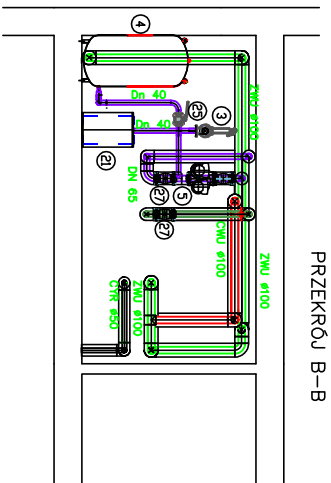 PRZEKRÓJ B-B
ZWU ø100
ZWU ø100
4
Dn 40
25
3
Dn 40
21
DN 65
27
5
27
CWU ø100
ZWU ø100
CYR ø50